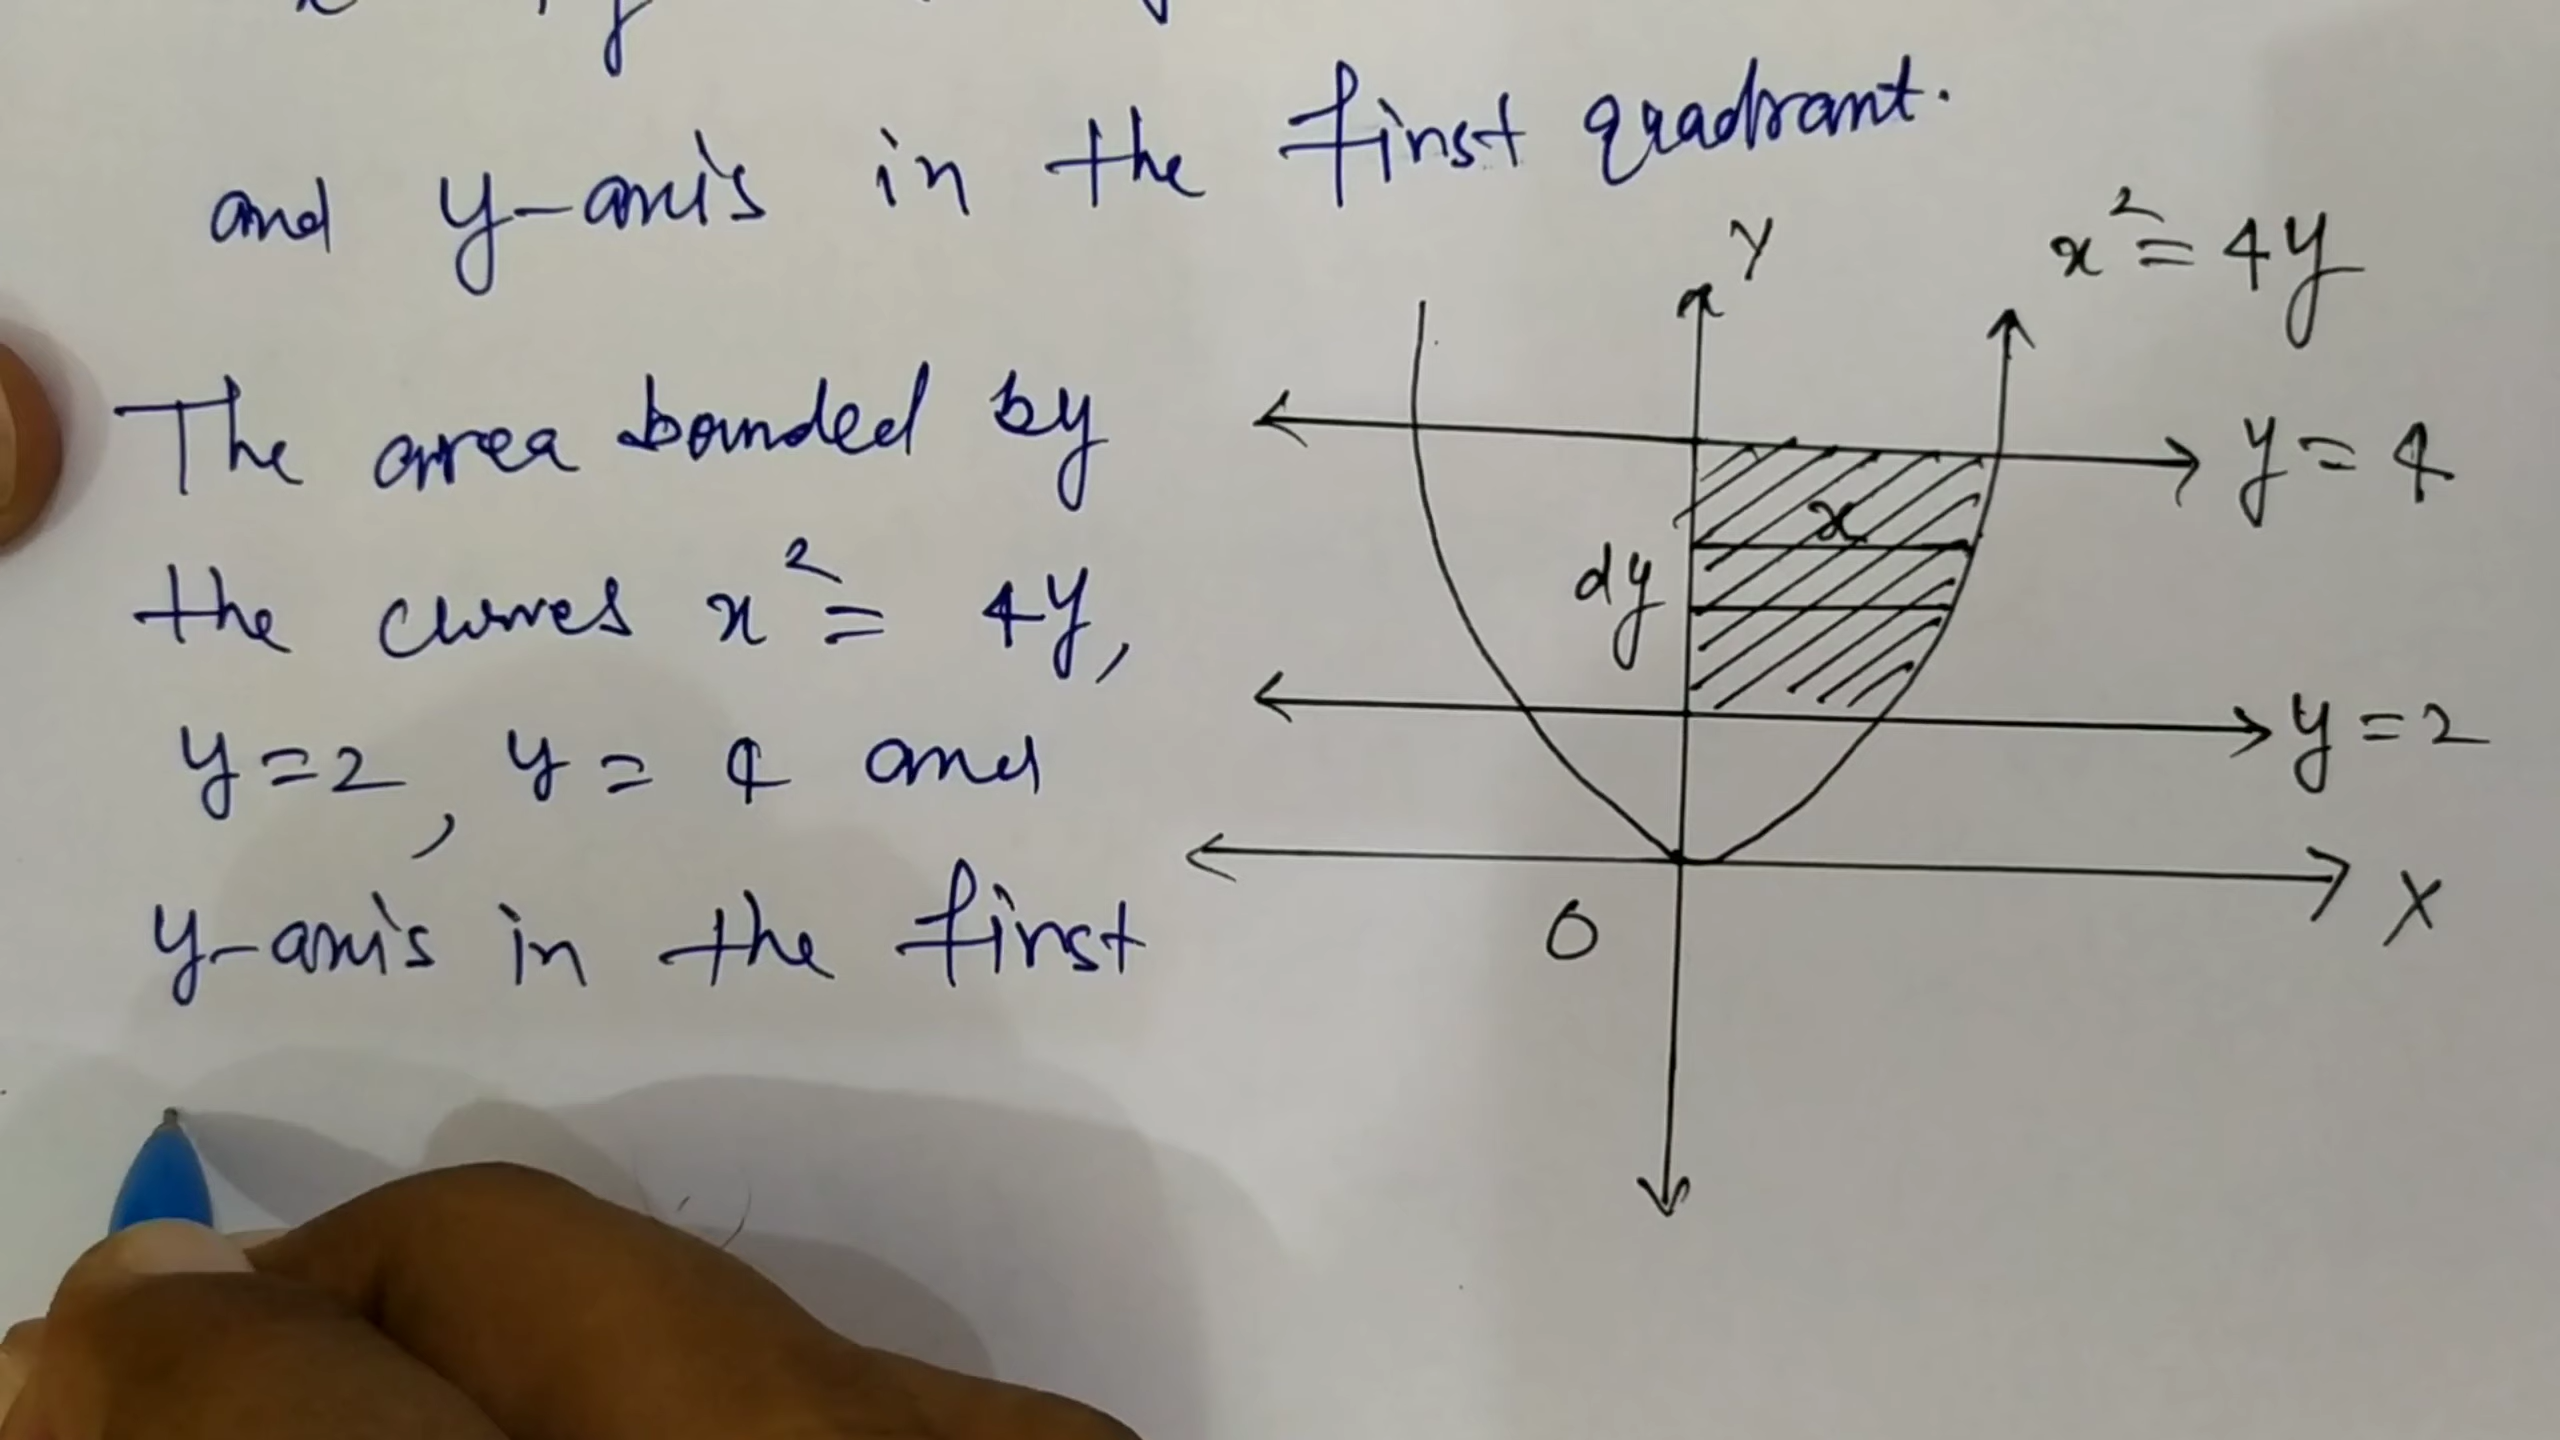 and y-axis in the first quadrant.
The area bounded by
the curves x² = 4y,
y=2, y = 4 and
y-axis in the first
Y
x² = 4y
y = 4
x
dy
y = 2
O
X